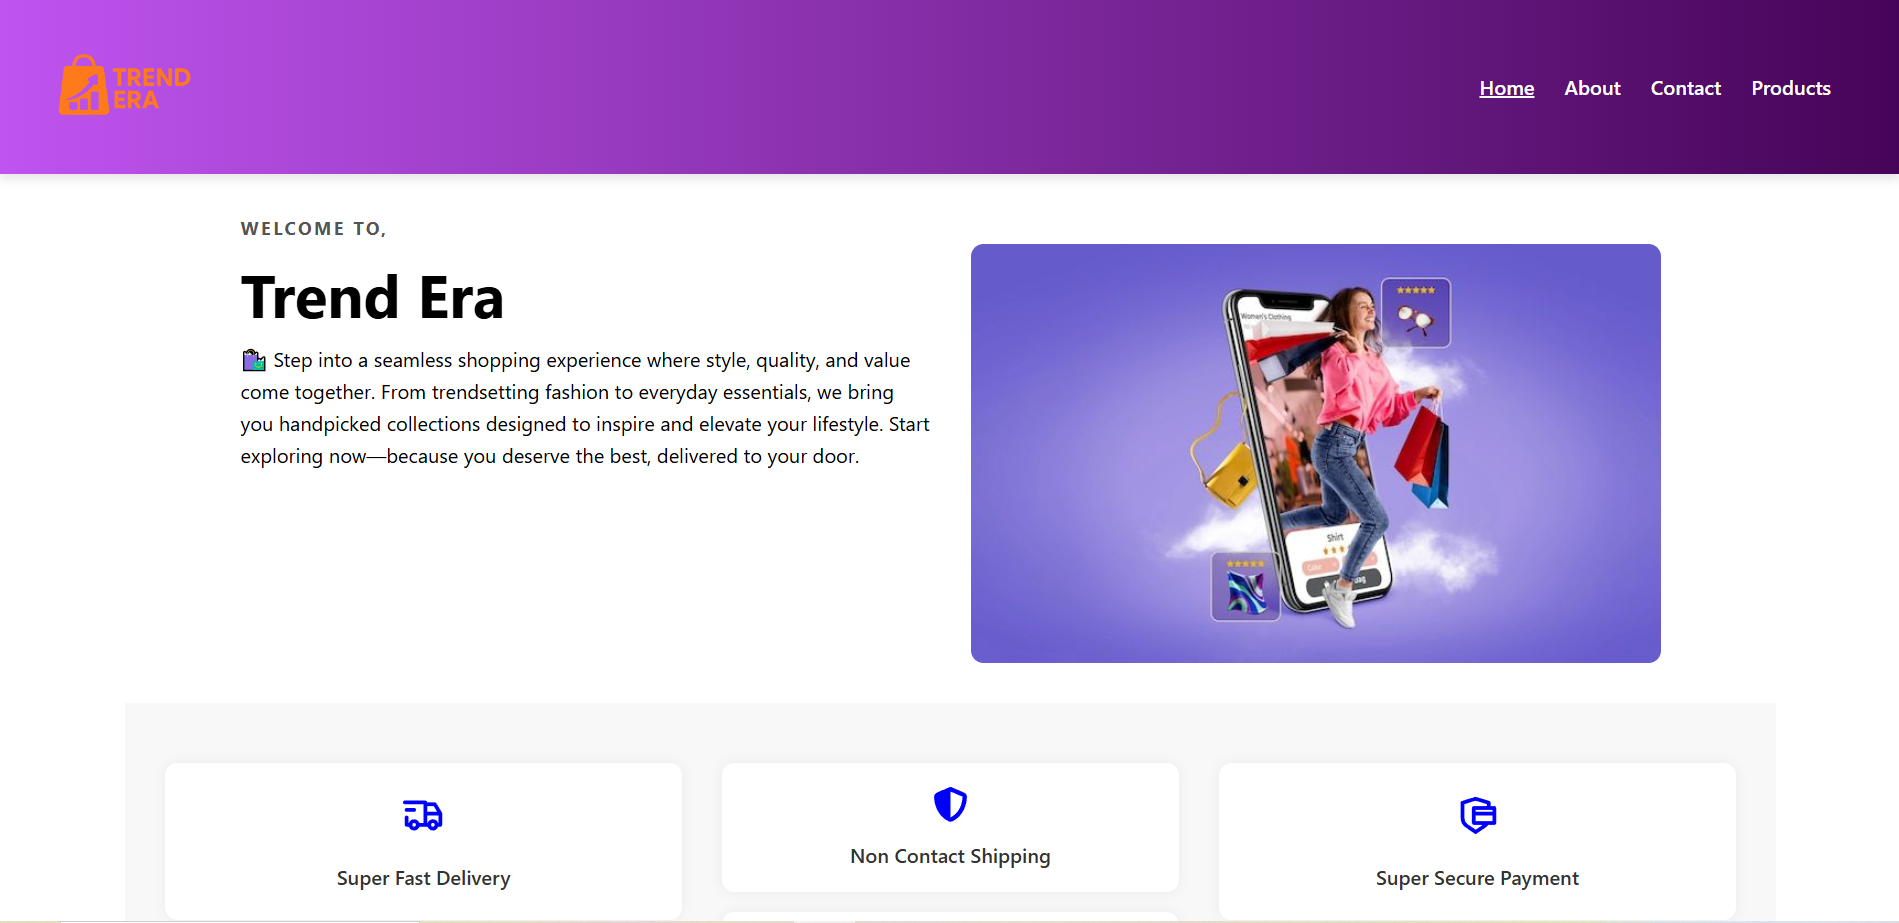 TREND
ERA
Home About Contact Products
WELCOME TO,
Trend Era
🛍️ Step into a seamless shopping experience where style, quality, and value
come together. From trendsetting fashion to everyday essentials, we bring
you handpicked collections designed to inspire and elevate your lifestyle. Start
exploring now—because you deserve the best, delivered to your door.
Women's Clothing
Shirt
Color
Super Fast Delivery
Non Contact Shipping
Super Secure Payment